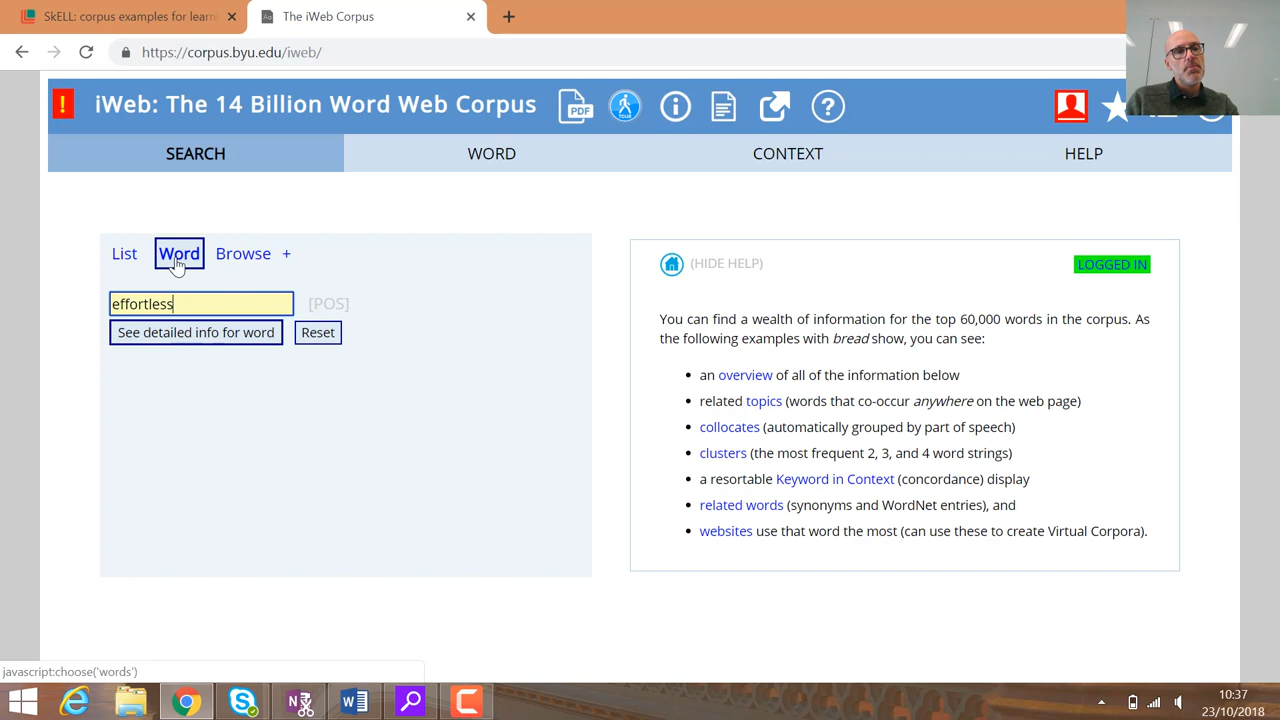 SkELL: corpus examples for learn
The iWeb Corpus
https://corpus.byu.edu/iweb/
! iWeb: The 14 Billion Word Web Corpus PDF TOUR i ?
SEARCH WORD CONTEXT HELP
List Word Browse +
effortless [POS]
See detailed info for word Reset
(HIDE HELP) LOGGED IN
You can find a wealth of information for the top 60,000 words in the corpus. As
the following examples with bread show, you can see:
• an overview of all of the information below
• related topics (words that co-occur anywhere on the web page)
• collocates (automatically grouped by part of speech)
• clusters (the most frequent 2, 3, and 4 word strings)
• a resortable Keyword in Context (concordance) display
• related words (synonyms and WordNet entries), and
• websites use that word the most (can use these to create Virtual Corpora).
javascript:choose('words')
10:37
23/10/2018